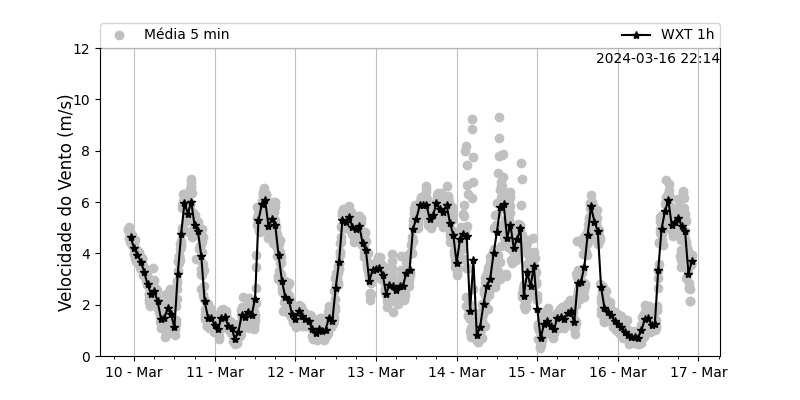 Média 5 min
WXT 1h
2024-03-16 22:14
Velocidade do Vento (m/s)
12
10
8
6
4
2
0
10 - Mar
11 - Mar
12 - Mar
13 - Mar
14 - Mar
15 - Mar
16 - Mar
17 - Mar